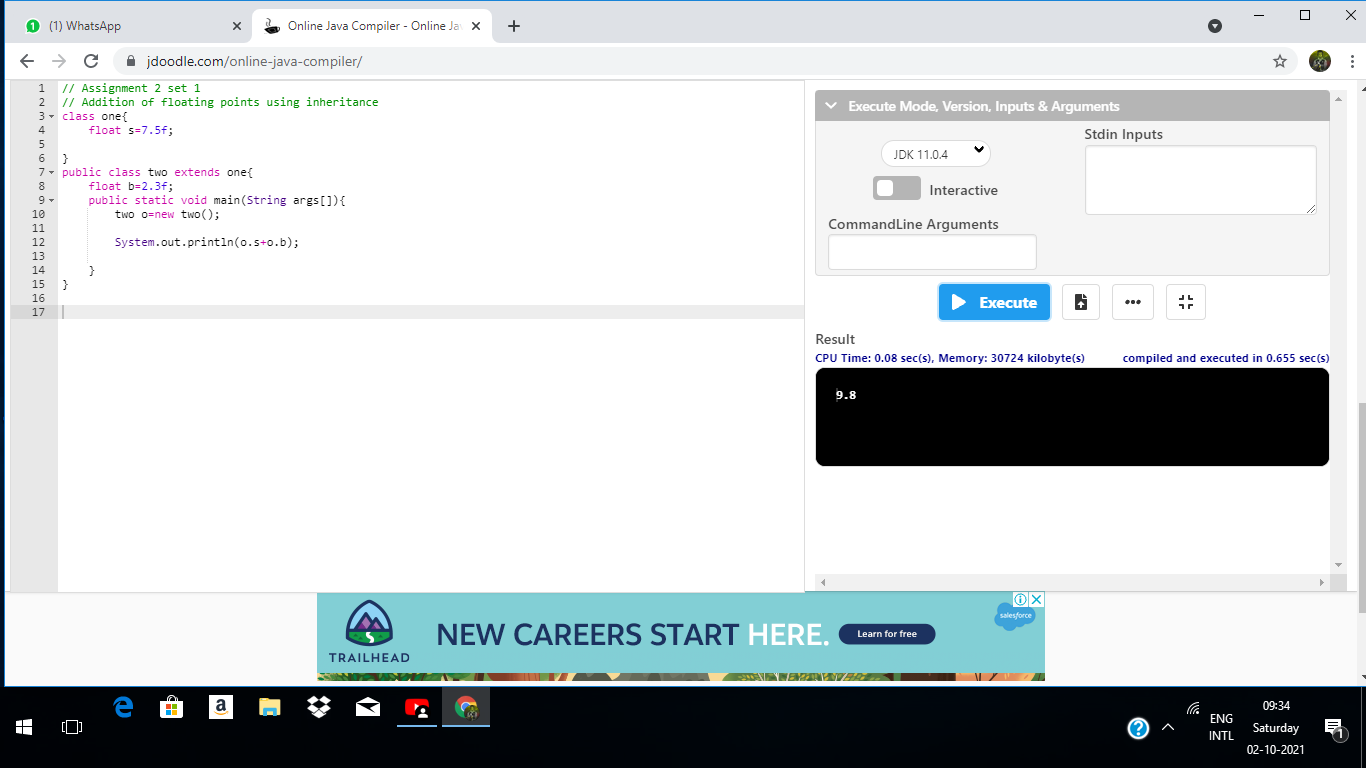 1
(1) WhatsApp
Online Java Compiler - Online Ja
jdoodle.com/online-java-compiler/
1 // Assignment 2 set 1
2 // Addition of floating points using inheritance
3 class one{
4 float s=7.5f;
5
6 }
7 public class two extends one{
8 float b=2.3f;
9 public static void main(String args[]){
10 two o=new two();
11
12 System.out.println(o.s+o.b);
13
14 }
15 }
16
17
Execute Mode, Version, Inputs & Arguments
JDK 11.0.4
Stdin Inputs
Interactive
CommandLine Arguments
Execute
Result
CPU Time: 0.08 sec(s), Memory: 30724 kilobyte(s) compiled and executed in 0.655 sec(s)
9.8
TRAILHEAD
NEW CAREERS START HERE.
Learn for free
salesforce
ENG
INTL
09:34
Saturday
02-10-2021
1